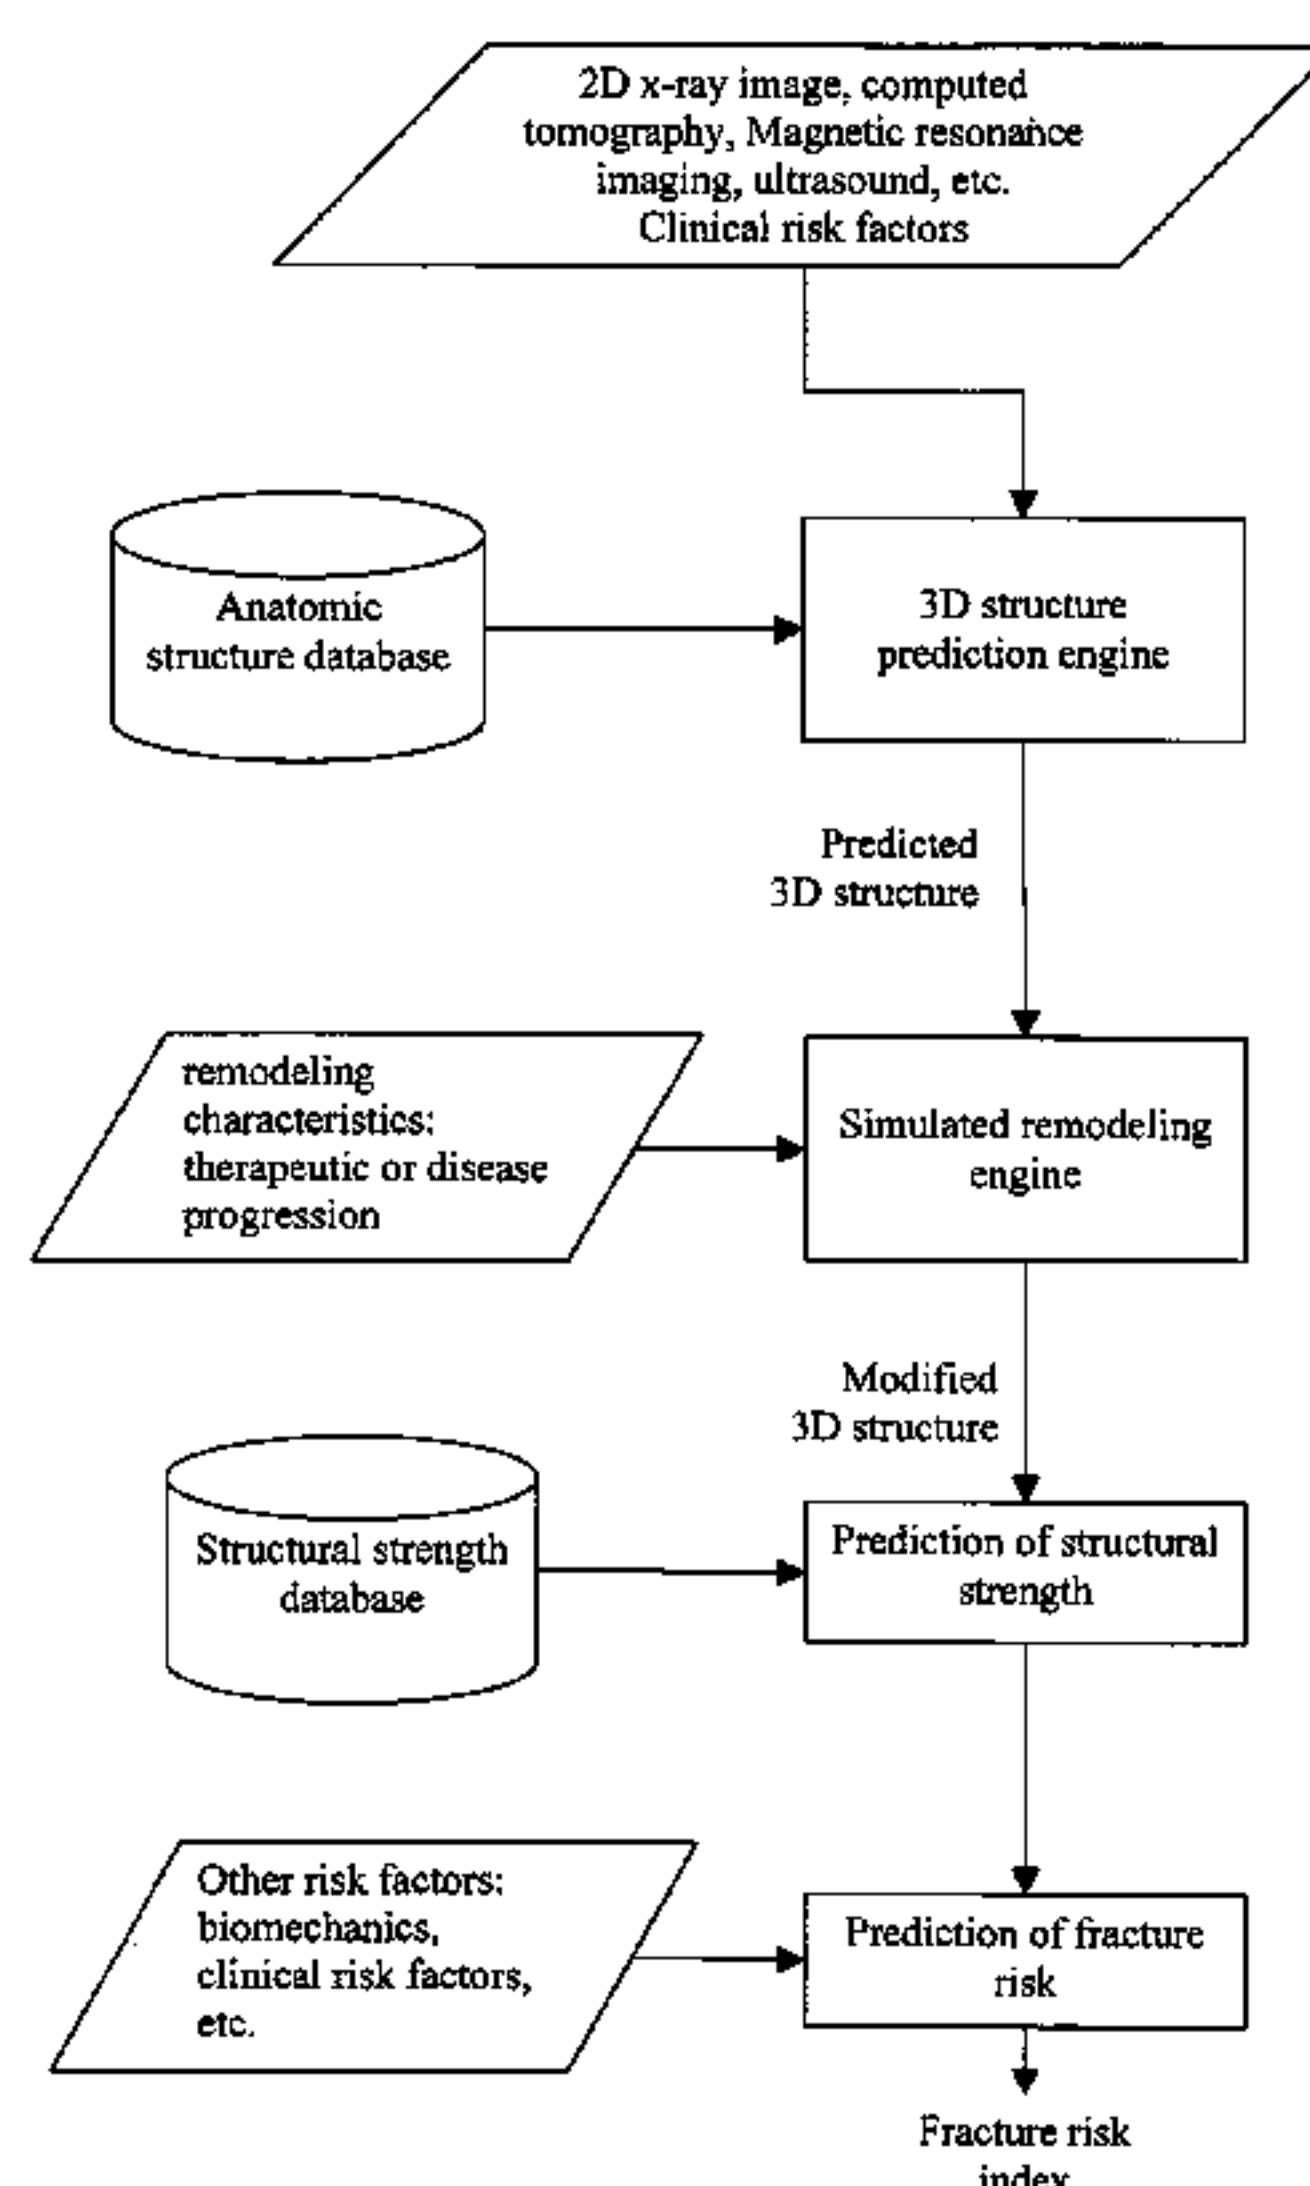 2D x-ray image, computed
tomography, Magnetic resonance
imaging, ultrasound, etc.
Clinical risk factors
Anatomic
structure database
3D structure
prediction engine
Predicted
3D structure
remodeling
characteristics:
therapeutic or disease
progression
Simulated remodeling
engine
Modified
3D structure
Structural strength
database
Prediction of structural
strength
Other risk factors:
biomechanics,
clinical risk factors,
etc.
Prediction of fracture
risk
Fracture risk
index